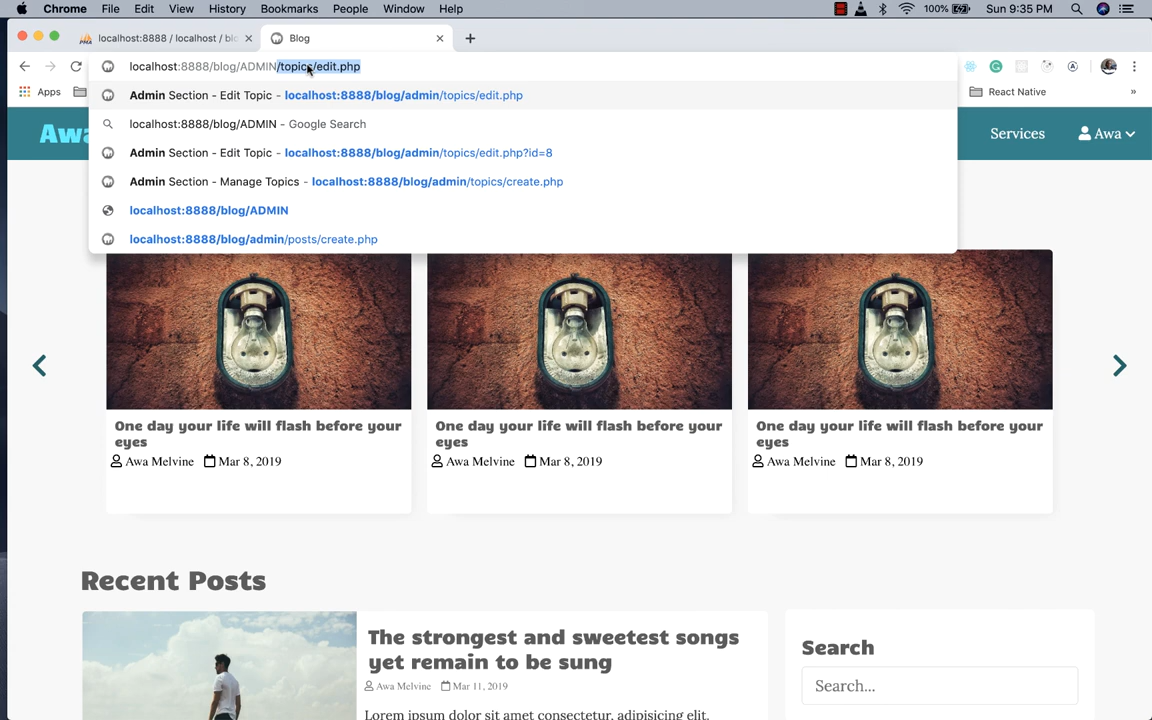 Chrome File Edit View History Bookmarks People Window Help 100% Sun 9:35 PM
localhost:8888 / localhost / blo
Blog
localhost:8888/blog/ADMIN/topics/edit.php
Apps
React Native
»
Admin Section - Edit Topic - localhost:8888/blog/admin/topics/edit.php
localhost:8888/blog/ADMIN - Google Search
Admin Section - Edit Topic - localhost:8888/blog/admin/topics/edit.php?id=8
Admin Section - Manage Topics - localhost:8888/blog/admin/topics/create.php
localhost:8888/blog/ADMIN
localhost:8888/blog/admin/posts/create.php
Awa
Services
Awa
One day your life will flash before your
eyes
Awa Melvine Mar 8, 2019
One day your life will flash before your
eyes
Awa Melvine Mar 8, 2019
One day your life will flash before your
eyes
Awa Melvine Mar 8, 2019
Recent Posts
The strongest and sweetest songs
yet remain to be sung
Awa Melvine Mar 11, 2019
Lorem ipsum dolor sit amet consectetur, adipisicing elit.
Search
Search...